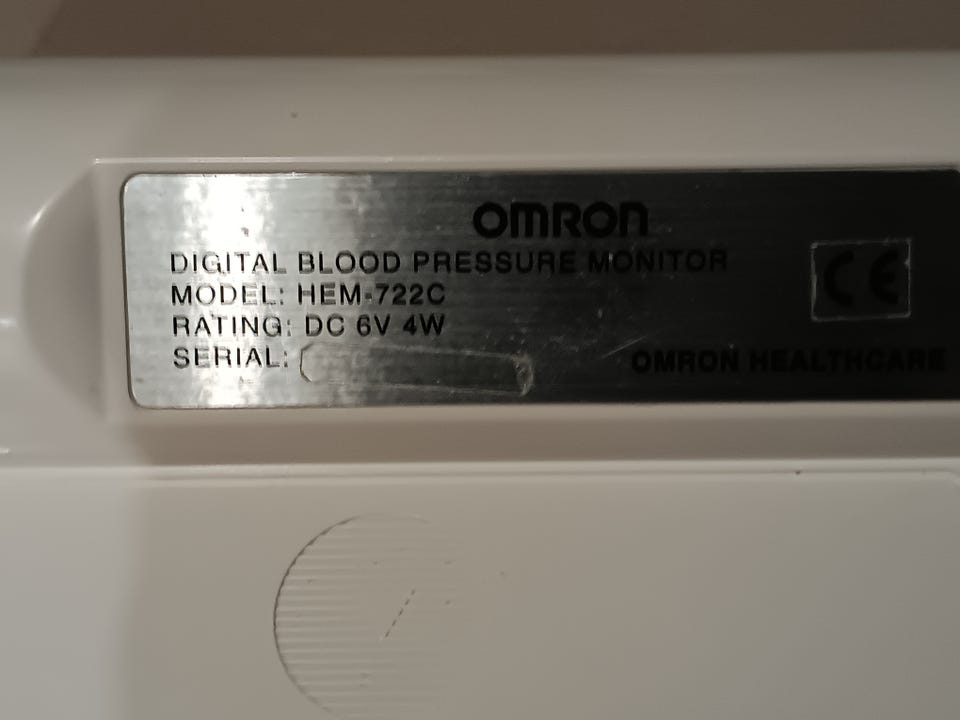 OMRON
DIGITAL BLOOD PRESSURE MONITOR
MODEL: HEM-722C
RATING: DC 6V 4W
SERIAL:
CE
OMRON HEALTHCARE